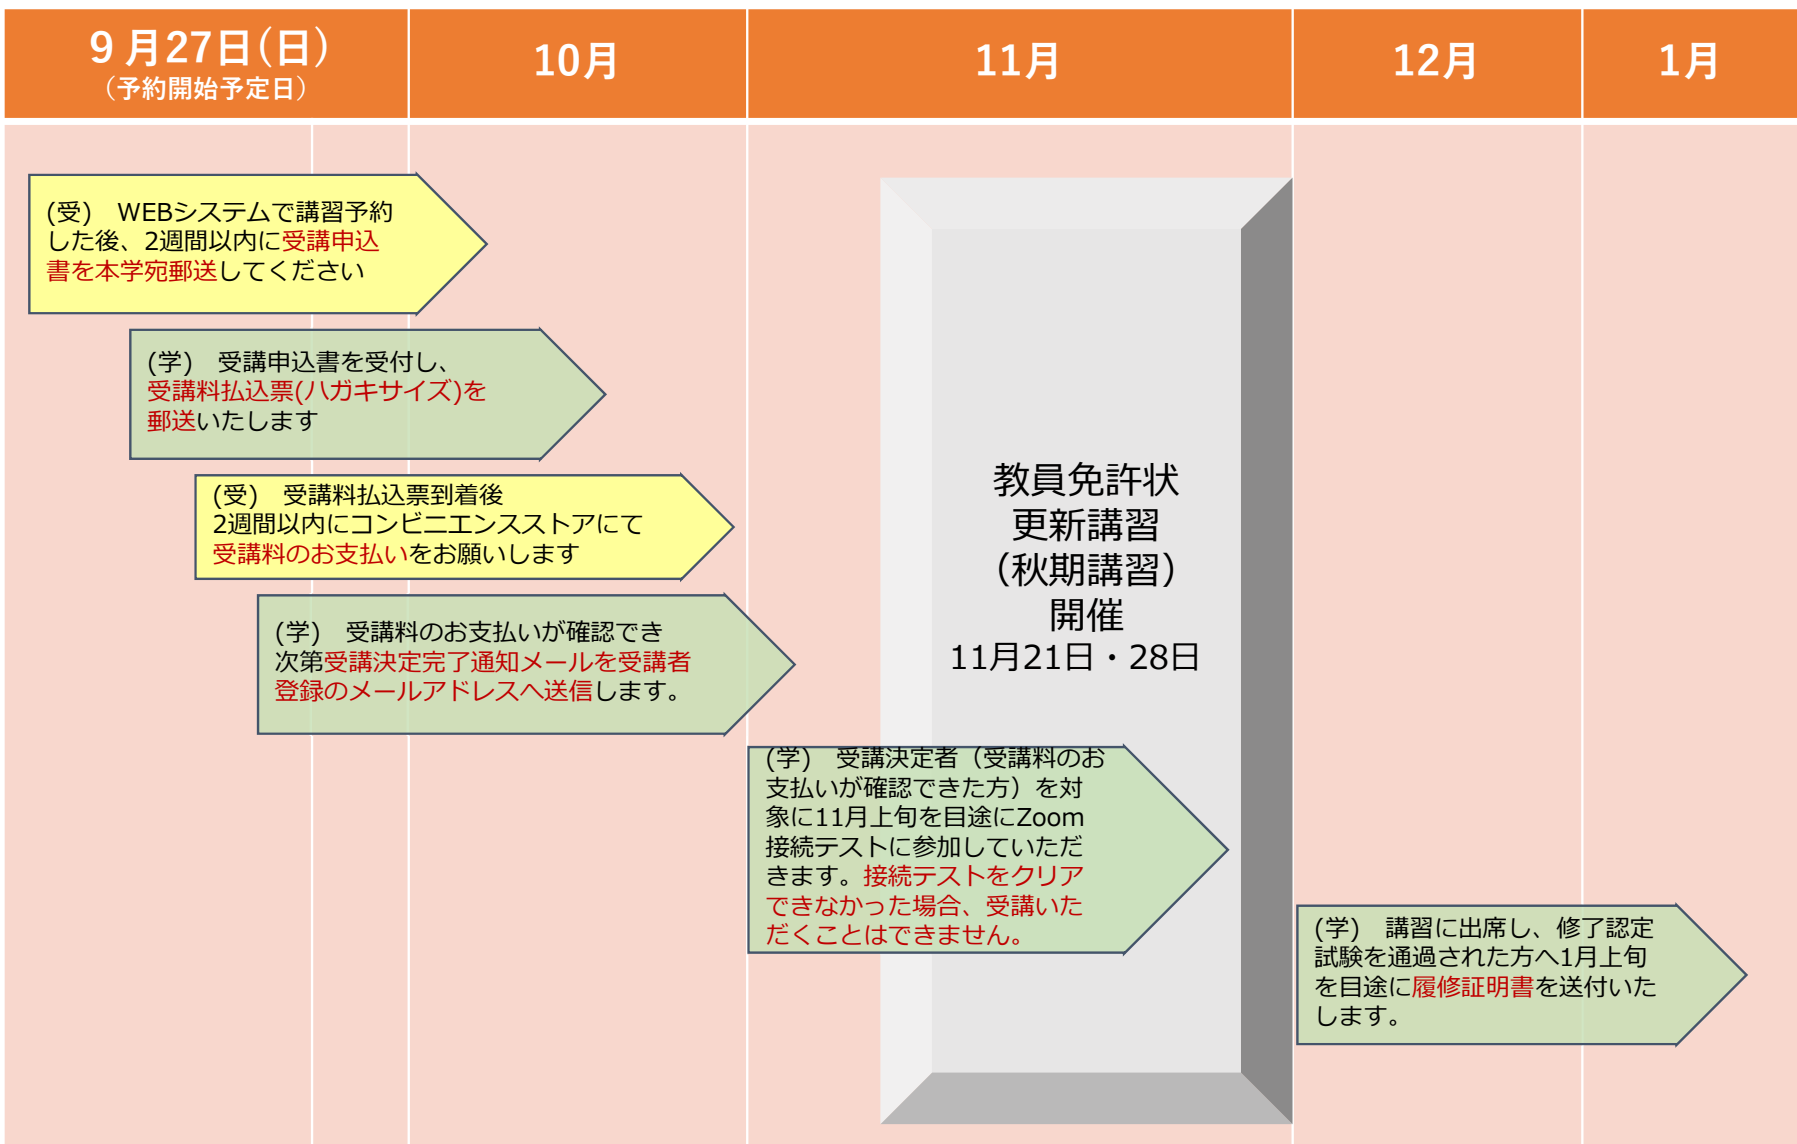 ９月27日(日)
（予約開始予定日）
10月
11月
12月
1月
(受)　WEBシステムで講習予約
した後、2週間以内に受講申込
書を本学宛郵送してください
(学)　受講申込書を受付し、
受講料払込票(ハガキサイズ)を
郵送いたします
(受)　受講料払込票到着後
2週間以内にコンビニエンスストアにて
受講料のお支払いをお願いします
(学)　受講料のお支払いが確認でき
次第受講決定完了通知メールを受講者
登録のメールアドレスへ送信します。
教員免許状
更新講習
（秋期講習）
開催
11月21日・28日
(学)　受講決定者（受講料のお
支払いが確認できた方）を対
象に11月上旬を目途にZoom
接続テストに参加していただ
きます。接続テストをクリア
できなかった場合、受講いた
だくことはできません。
(学)　講習に出席し、修了認定
試験を通過された方へ1月上旬
を目途に履修証明書を送付いた
します。